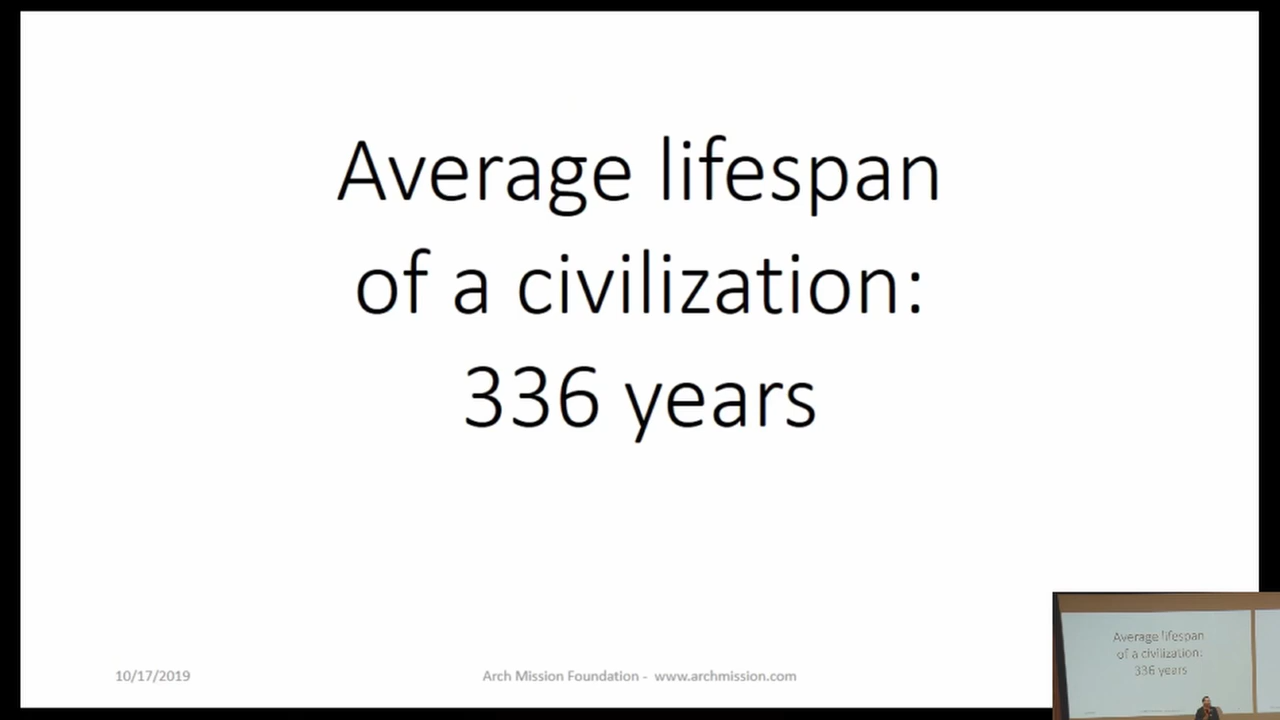 Average lifespan
of a civilization:
336 years
10/17/2019
Arch Mission Foundation - www.archmission.com
Average lifespan
of a civilization:
336 years